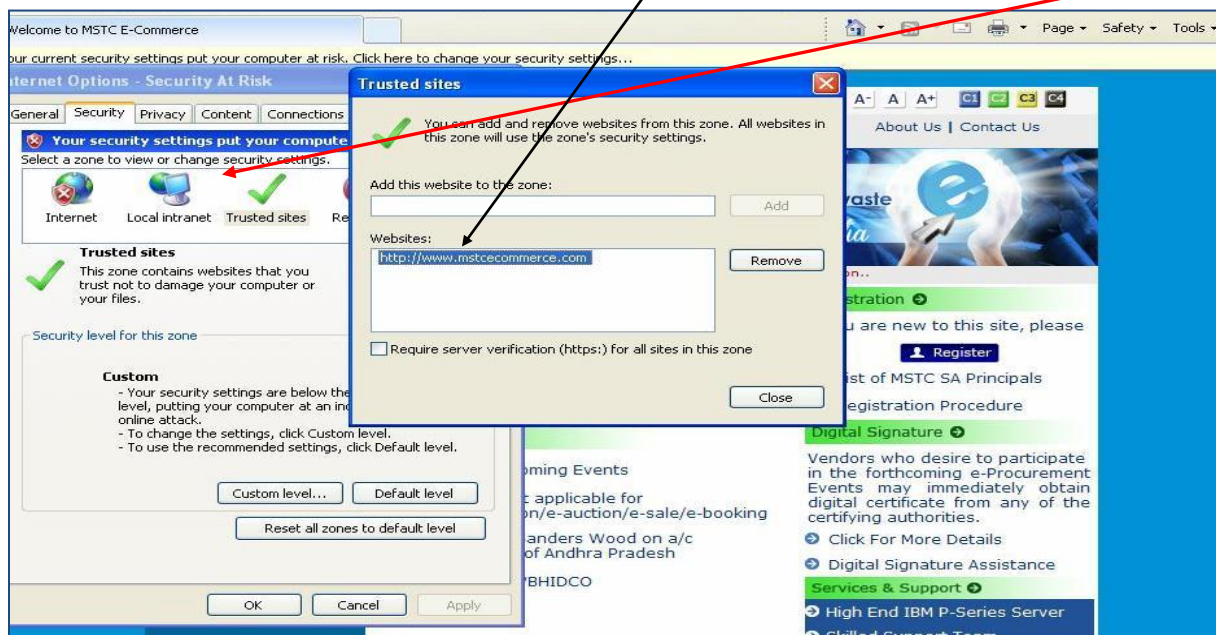 Welcome to MSTC E-Commerce
Page
Safety
Tools
our current security settings put your computer at risk. Click here to change your security settings...
nternet Options - Security At Risk
General
Security
Privacy
Content
Connections
Your security settings put your compute
Select a zone to view or change security settings.
Internet
Local intranet
Trusted sites
Re
Trusted sites
This zone contains websites that you
trust not to damage your computer or
your files.
Security level for this zone
Custom
- Your security settings are below the
level, putting your computer at an inc
online attack.
- To change the settings, click Custom level.
- To use the recommended settings, click Default level.
Custom level...
Default level
Reset all zones to default level
OK
Cancel
Apply
Trusted sites
You can add and remove websites from this zone. All websites in
this zone will use the zone's security settings.
Add this website to the zone:
Add
Websites:
http://www.mstcecommerce.com
Remove
Require server verification (https:) for all sites in this zone
Close
A- A A+ C1 C2 C3 C4
About Us | Contact Us
aste
ia
on..
stration
u are new to this site, please
Register
ist of MSTC SA Principals
egistration Procedure
Digital Signature
Vendors who desire to participate
in the forthcoming e-Procurement
Events may immediately obtain
digital certificate from any of the
certifying authorities.
Click For More Details
Digital Signature Assistance
Services & Support
High End IBM P-Series Server
Skilled Support Team
oming Events
t applicable for
on/e-auction/e-sale/e-booking
anders Wood on a/c
of Andhra Pradesh
BHIDCO